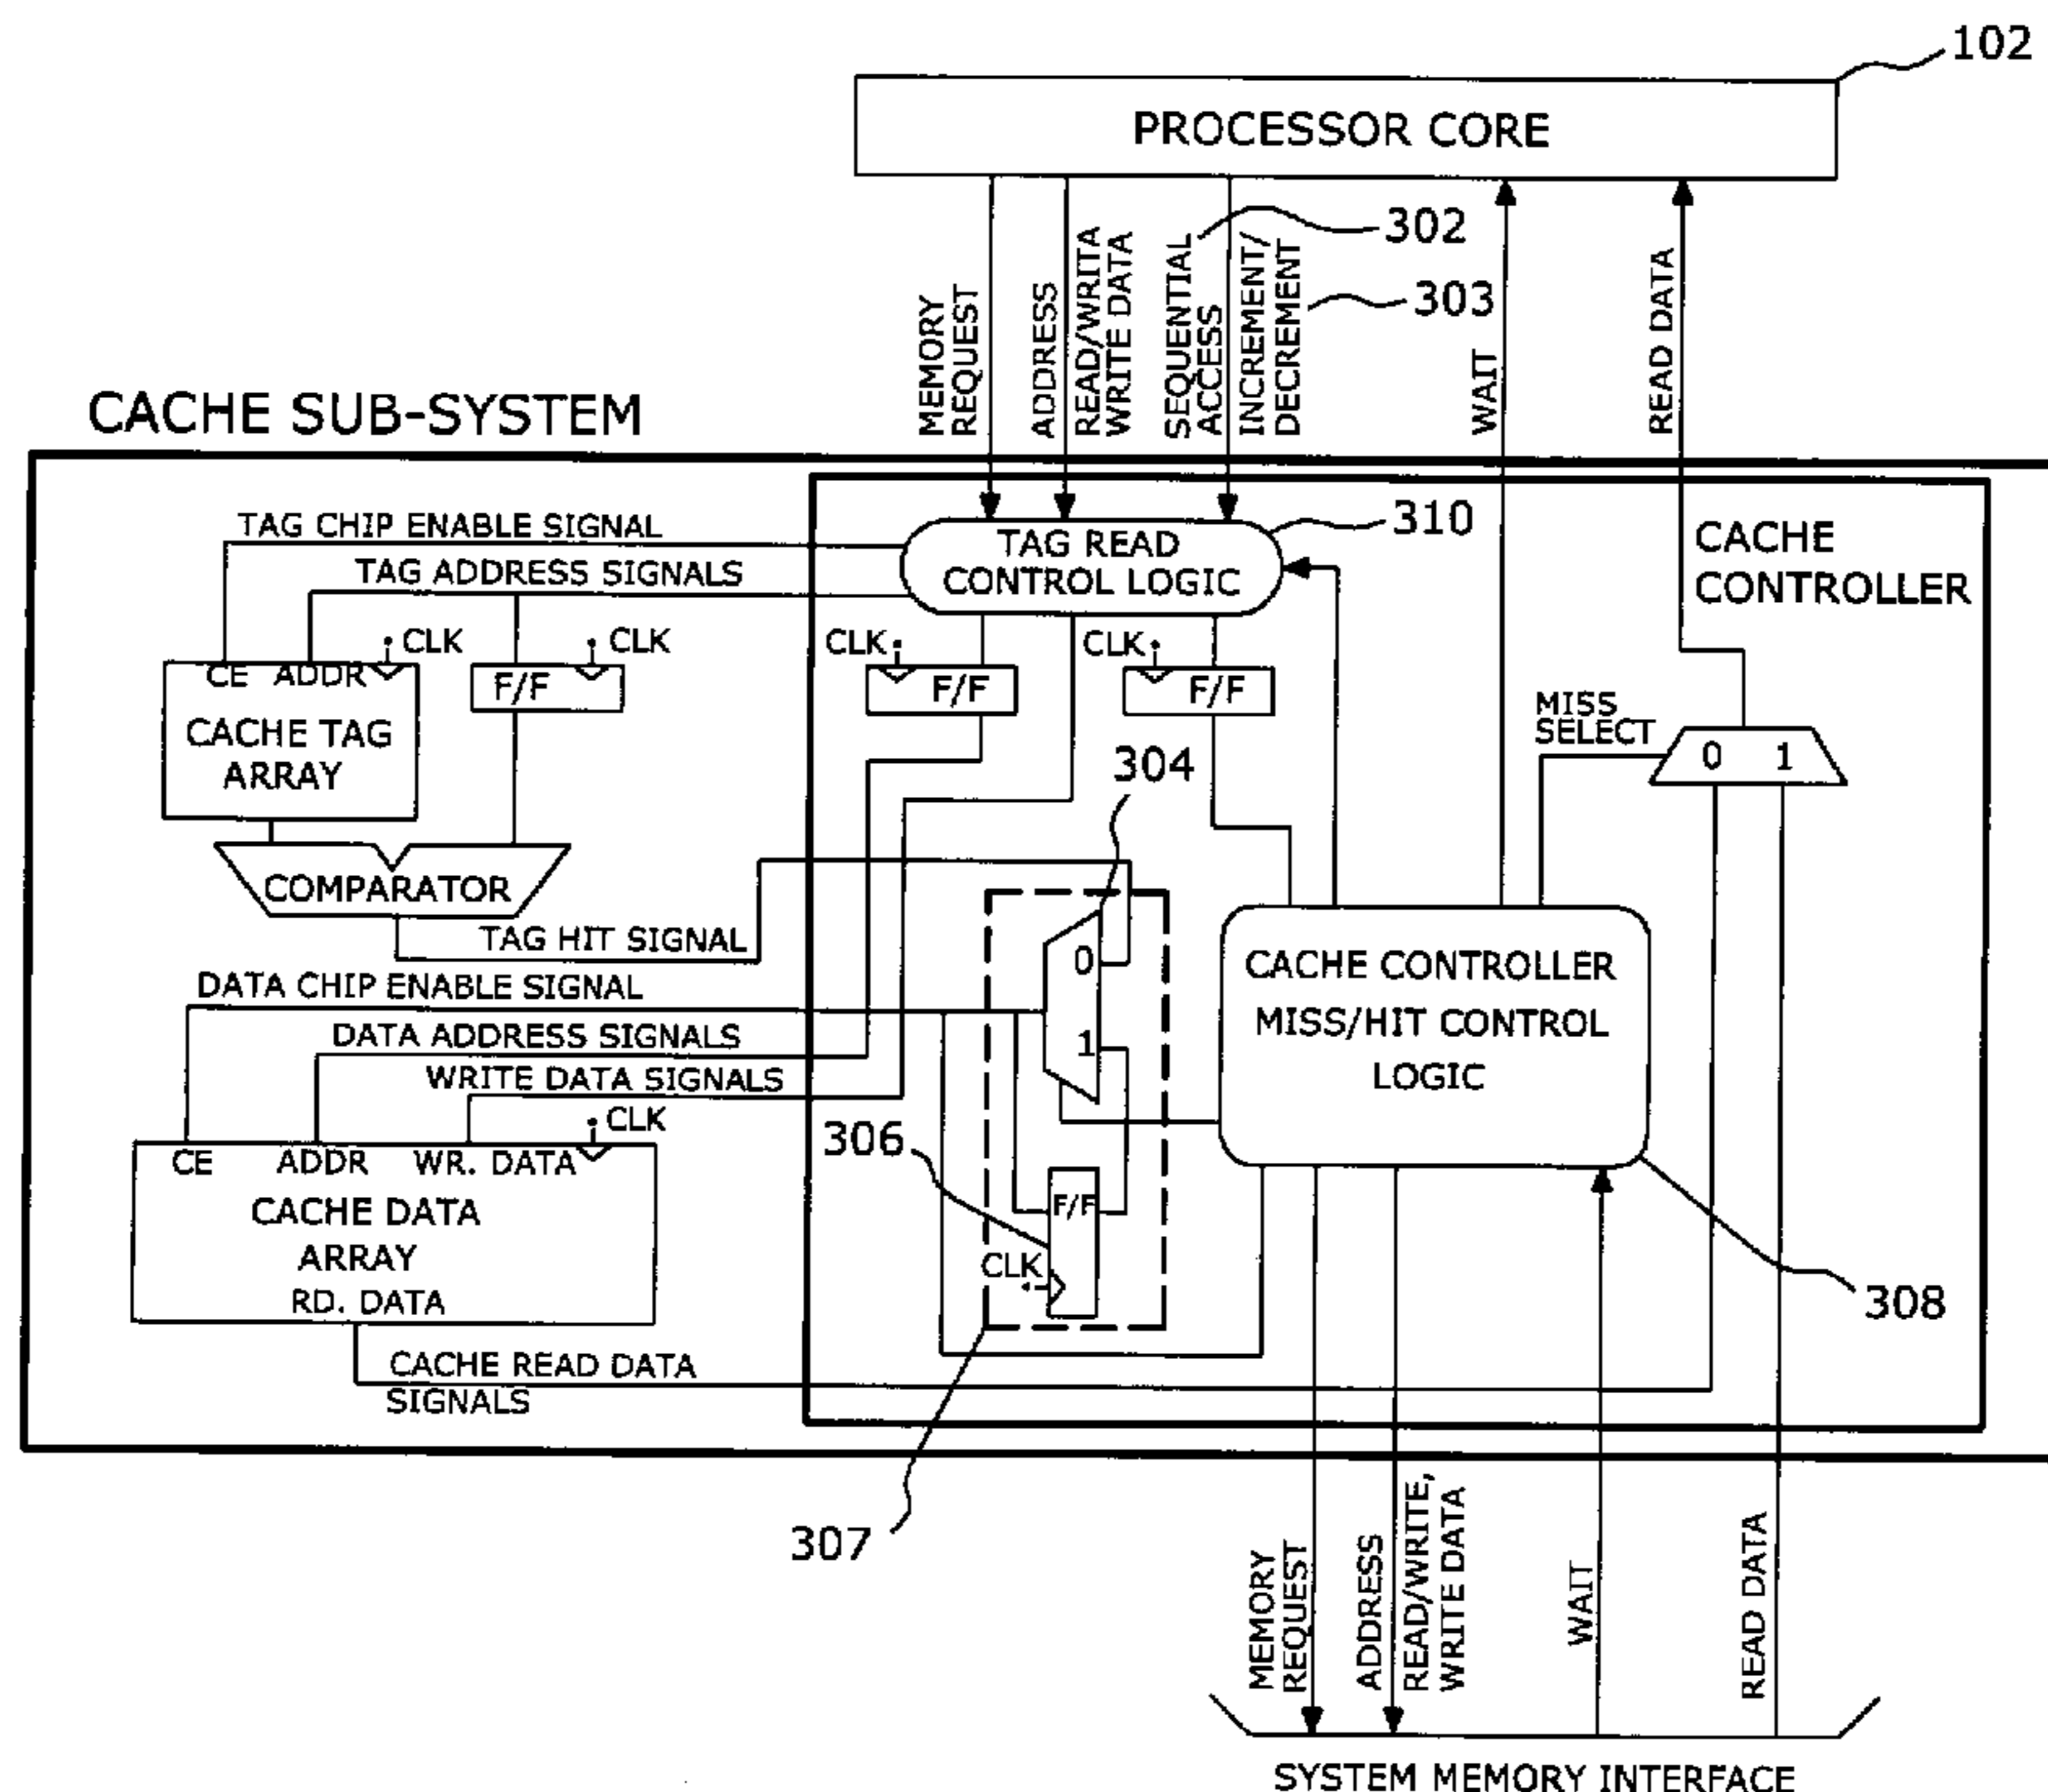 102
PROCESSOR CORE
302
303
MEMORY
REQUEST
ADDRESS
READ/WRITA
WRITE DATA
SEQUENTIAL
ACCESS
INCREMENT/
DECREMENT
WAIT
READ DATA
CACHE SUB-SYSTEM
310
TAG READ
CONTROL LOGIC
CACHE
CONTROLLER
TAG CHIP ENABLE SIGNAL
TAG ADDRESS SIGNALS
CLK
CLK
CLK
CLK
CE ADDR
F/F
F/F
F/F
CACHE TAG
ARRAY
MISS
SELECT
0 1
304
COMPARATOR
TAG HIT SIGNAL
0
1
CACHE CONTROLLER
MISS/HIT CONTROL
LOGIC
DATA CHIP ENABLE SIGNAL
DATA ADDRESS SIGNALS
WRITE DATA SIGNALS
CLK
306
CE ADDR WR. DATA
CACHE DATA
ARRAY
RD. DATA
F/F
CLK
308
CACHE READ DATA
SIGNALS
307
MEMORY
REQUEST
ADDRESS
READ/WRITE,
WRITE DATA
WAIT
READ DATA
SYSTEM MEMORY INTERFACE